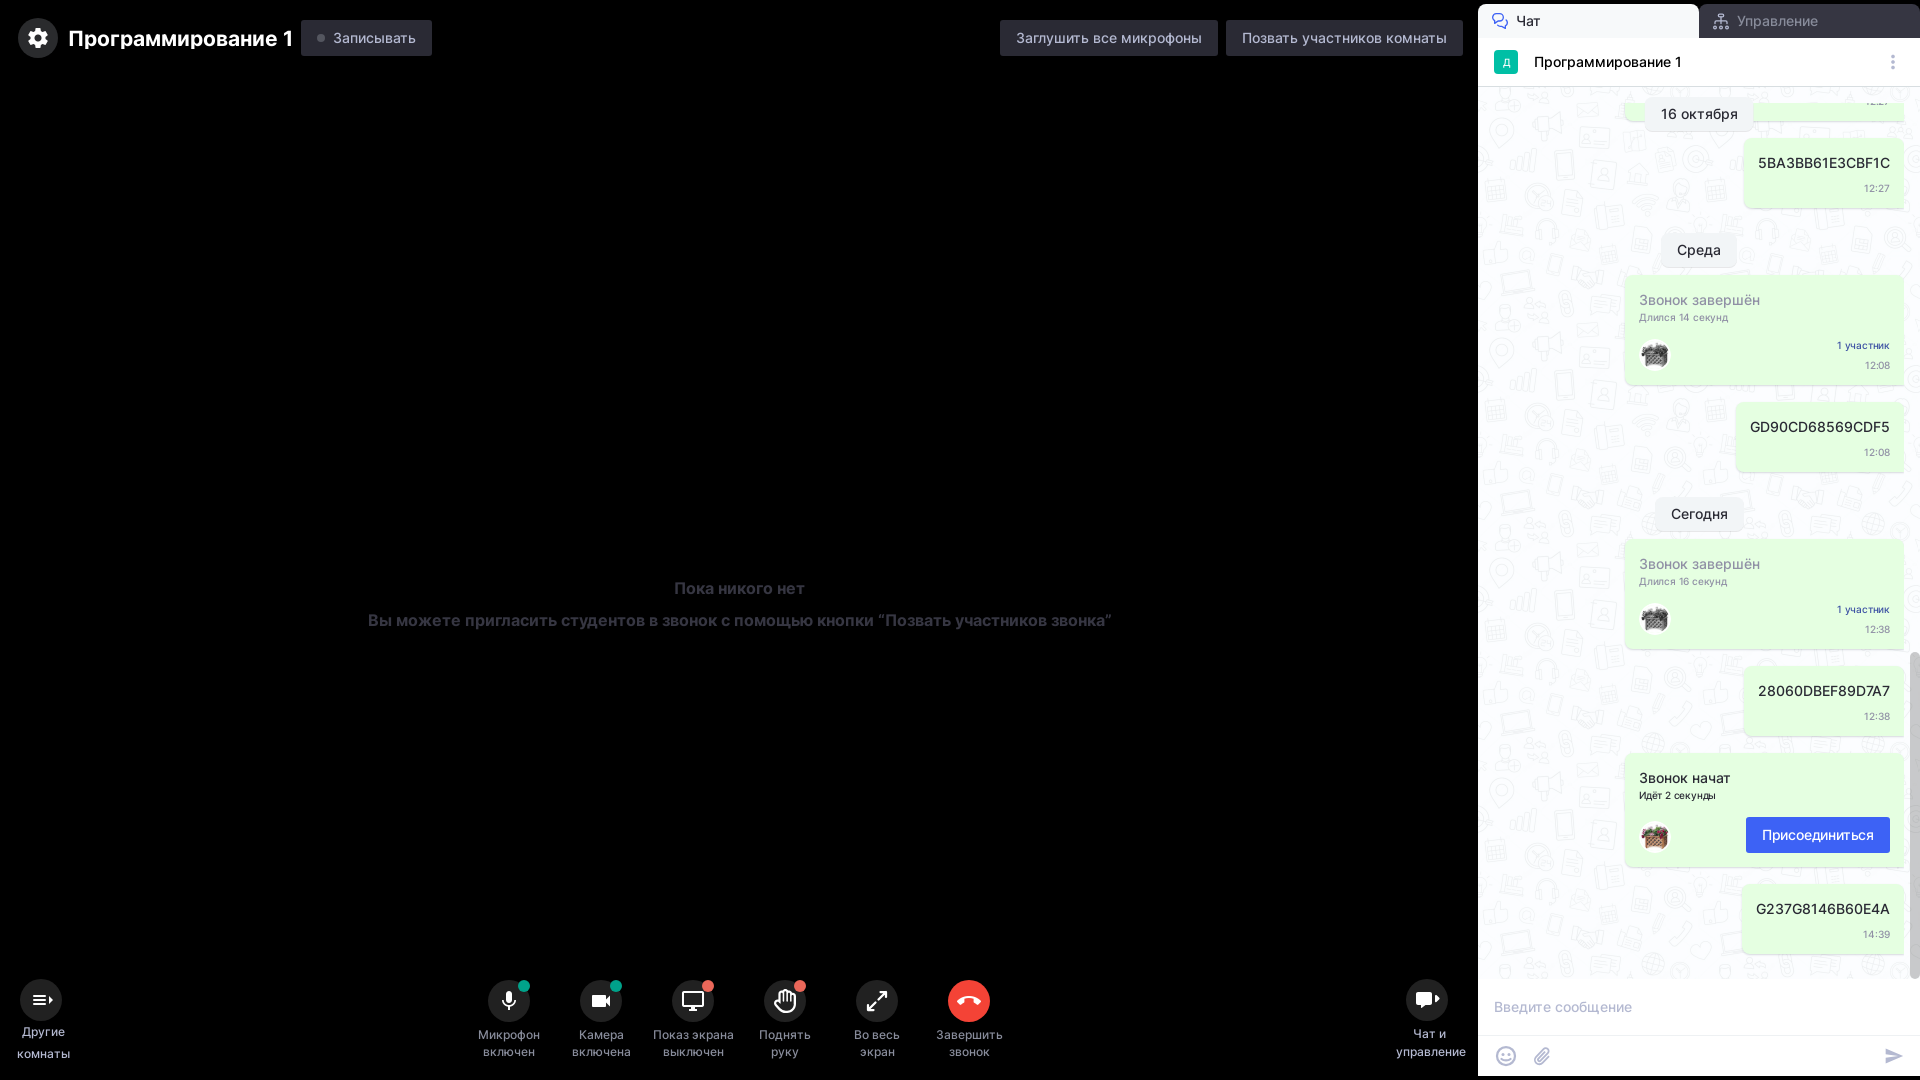 Программирование 1
Записывать
Заглушить все микрофоны
Позвать участников комнаты
Чат
Управление
Д
Программирование 1
16 октября
5BA3BB61E3CBF1C
12:27
Среда
Звонок завершён
Длился 14 секунд
1 участник
12:08
GD90CD68569CDF5
12:08
Сегодня
Звонок завершён
Длился 16 секунд
1 участник
12:38
28060DBEF89D7A7
12:38
Звонок начат
Идёт 2 секунды
Присоединиться
G237G8146B60E4A
14:39
Введите сообщение
Пока никого нет
Вы можете пригласить студентов в звонок с помощью кнопки “Позвать участников звонка”
Другие
комнаты
Микрофон
включен
Камера
включена
Показ экрана
выключен
Поднять
руку
Во весь
экран
Завершить
звонок
Чат и
управление